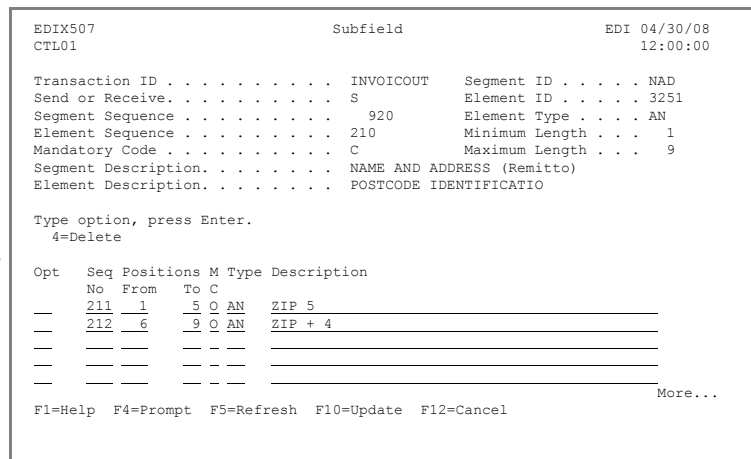 EDIX507 Subfield EDI 04/30/08
CTL01 12:00:00
Transaction ID . . . . . . . . . . INVOICOUT Segment ID . . . . . NAD
Send or Receive. . . . . . . . . . S Element ID . . . . . 3251
Segment Sequence . . . . . . . . . 920 Element Type . . . . AN
Element Sequence . . . . . . . . . 210 Minimum Length . . . 1
Mandatory Code . . . . . . . . . . C Maximum Length . . . 9
Segment Description. . . . . . . . NAME AND ADDRESS (Remitto)
Element Description. . . . . . . . POSTCODE IDENTIFICATIO
Type option, press Enter.
4=Delete
Opt Seq Positions M Type Description
No From To C
211 1 5 O AN ZIP 5
212 6 9 O AN ZIP + 4
More...
F1=Help F4=Prompt F5=Refresh F10=Update F12=Cancel